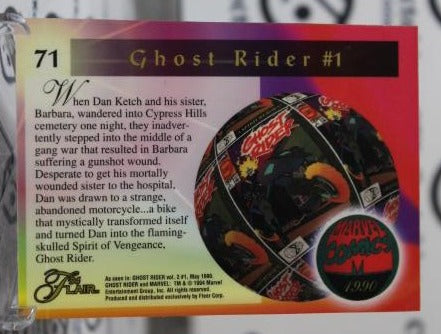 71
Ghost Rider #1
When Dan Ketch and his sister,
Barbara, wandered into Cypress Hills
cemetery one night, they inadver-
tently stepped into the middle of a
gang war that resulted in Barbara
suffering a gunshot wound.
Desperate to get his mortally
wounded sister to the hospital,
Dan was drawn to a strange,
abandoned motorcycle...a bike
that mystically transformed itself
and turned Dan into the flaming-
skulled Spirit of Vengeance,
Ghost Rider.
GHOST RIDER
MARVEL
COMICS
M
1990
FLAIR
As seen in: GHOST RIDER vol. 2 #1, May 1990.
GHOST RIDER and MARVEL: TM & © 1994 Marvel
Entertainment Group, Inc. All rights reserved.
Produced and distributed exclusively by Fleer Corp.